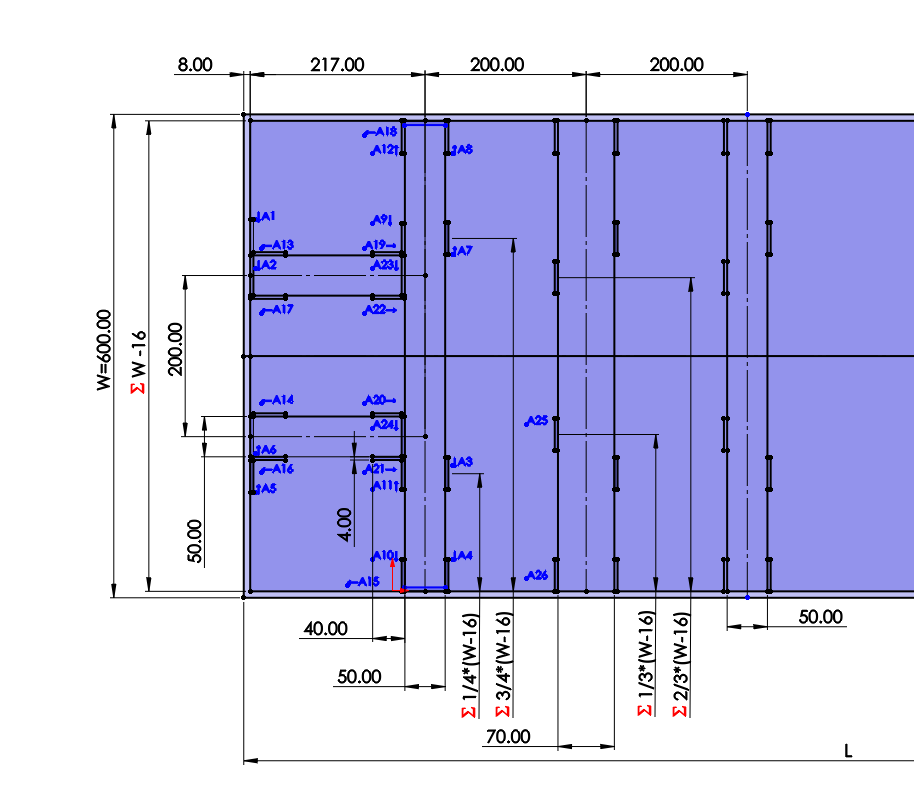 8.00
217.00
200.00
200.00
A18
A12
A8
A1
A9
A13
A19
A7
A2
A23
A17
A22
W=600.00
Σ W -16
200.00
A14
A20
A25
A24
A6
A3
A16
A21
A5
A11
50.00
4.00
A10
A4
A15
A26
40.00
50.00
Σ 1/4*(W-16)
Σ 3/4*(W-16)
Σ 1/3*(W-16)
Σ 2/3*(W-16)
50.00
70.00
L